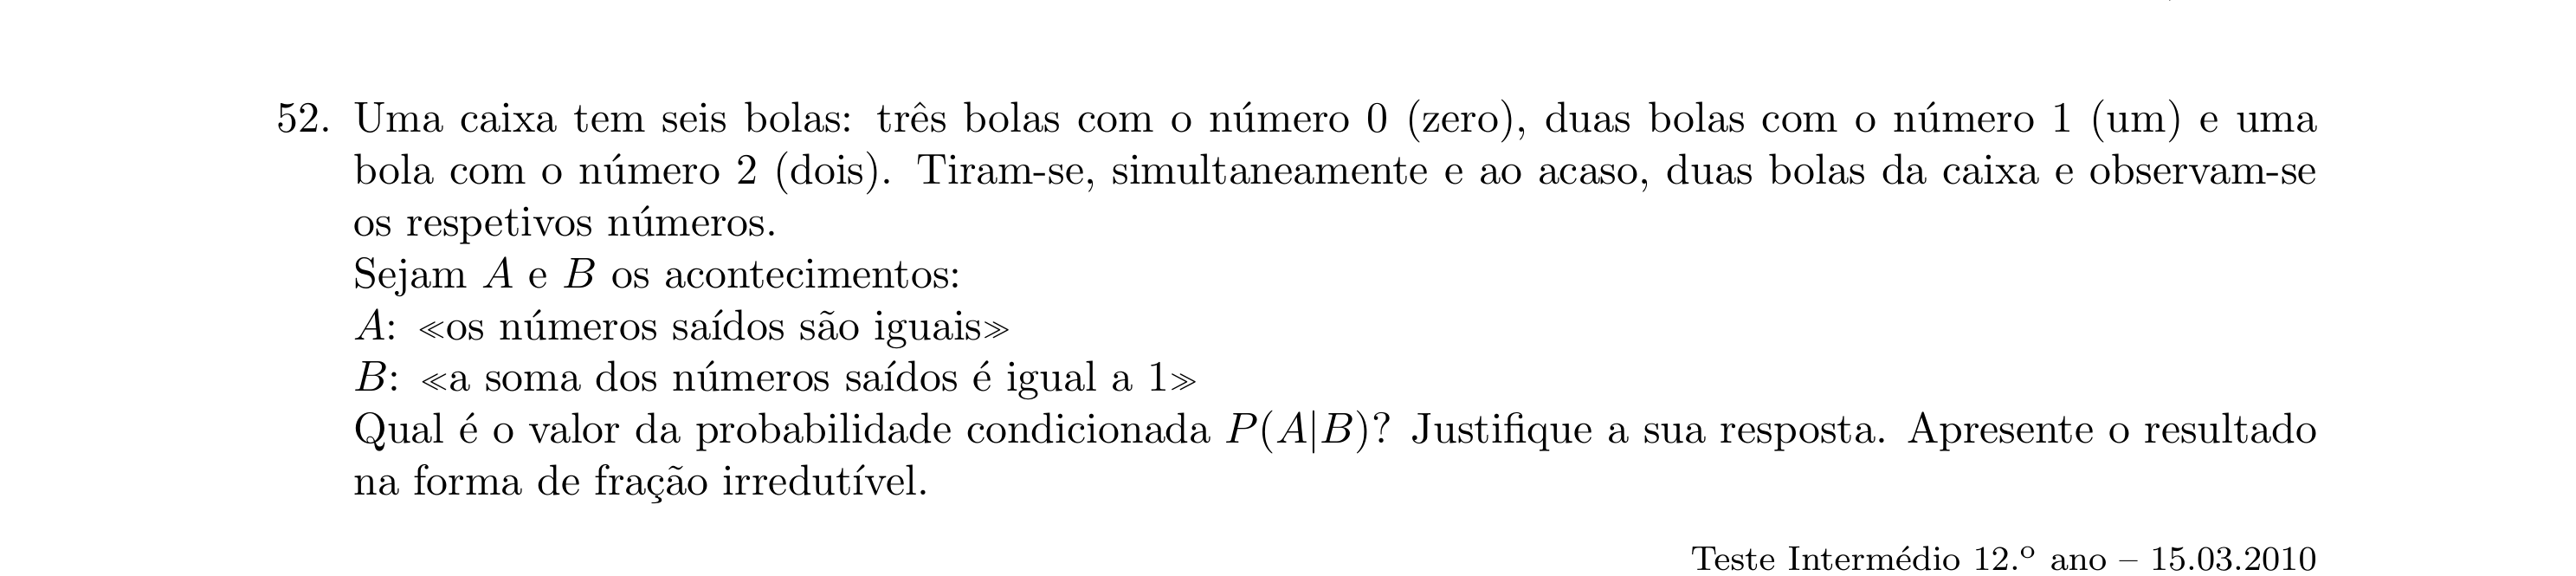 52. Uma caixa tem seis bolas: três bolas com o número 0 (zero), duas bolas com o número 1 (um) e uma
bola com o número 2 (dois). Tiram-se, simultaneamente e ao acaso, duas bolas da caixa e observam-se
os respetivos números.
Sejam A e B os acontecimentos:
A: ≪os números saídos são iguais≫
B: ≪a soma dos números saídos é igual a 1≫
Qual é o valor da probabilidade condicionada P(A|B)? Justifique a sua resposta. Apresente o resultado
na forma de fração irredutível.
Teste Intermédio 12.º ano – 15.03.2010